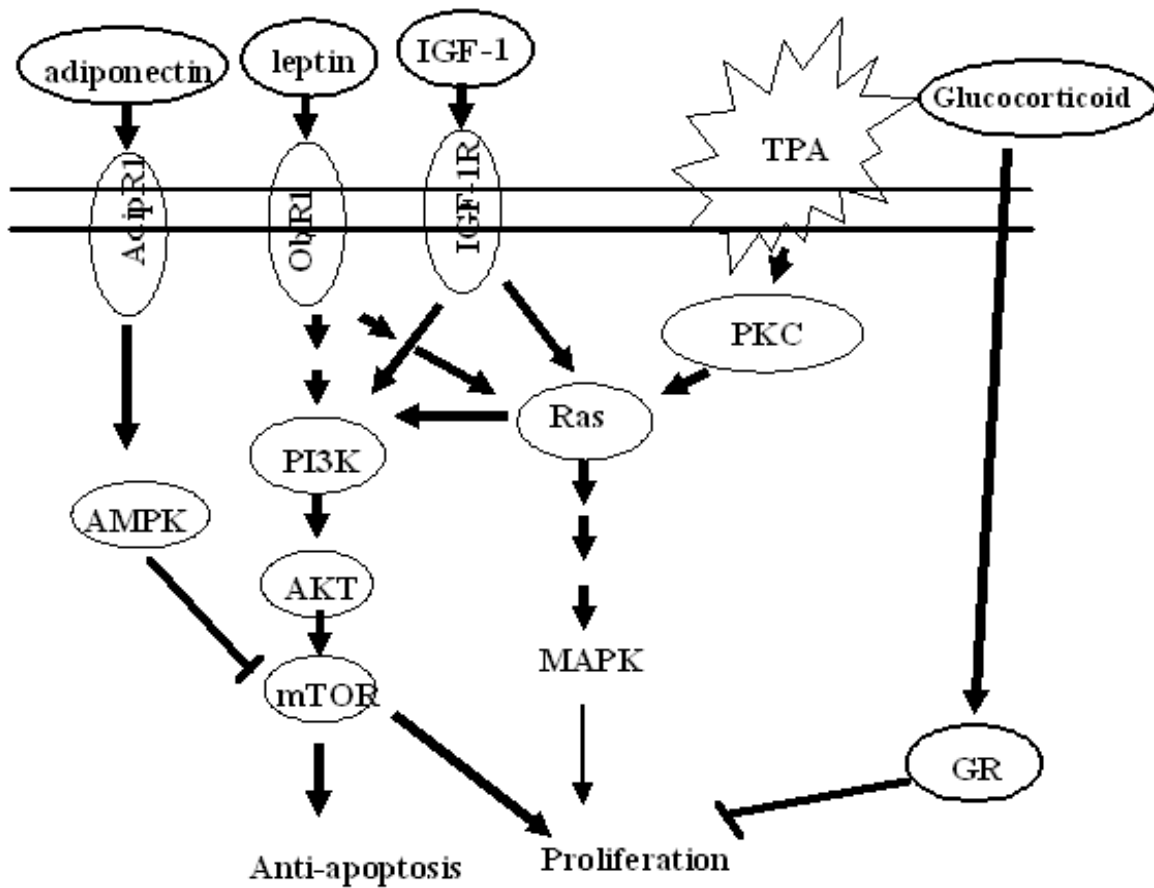 adiponectin
leptin
IGF-1
TPA
Glucocorticoid
AdipR1
ObR1
IGF-1R
PKC
Ras
PI3K
AMPK
AKT
MAPK
mTOR
GR
Anti-apoptosis
Proliferation